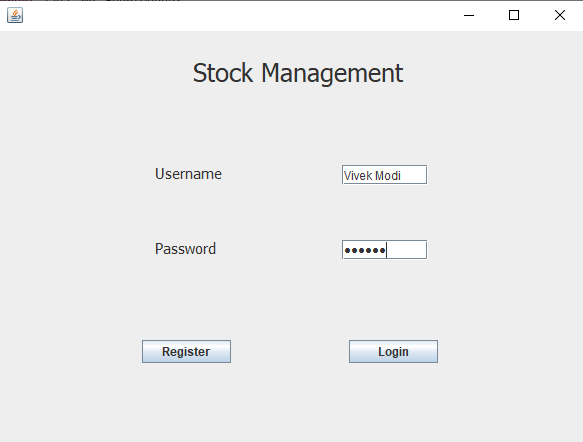 Stock Management
Username
Vivek Modi
Password
••••••
Register
Login